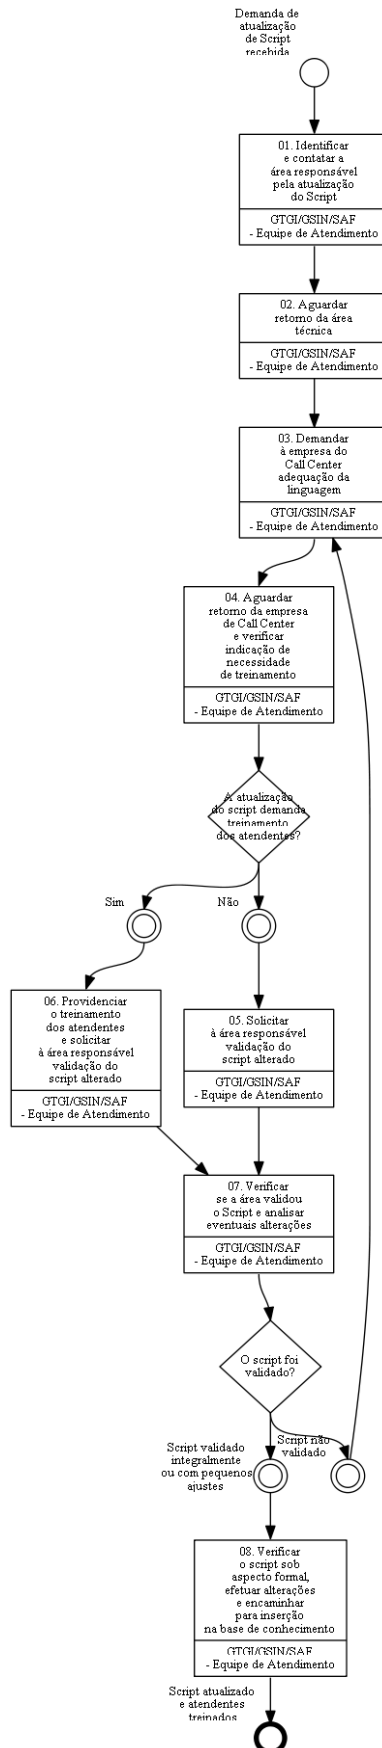 Demanda de
atualização
de Script
recebida
01. Identificar
e contatar a
área responsável
pela atualização
do Script
GTGI/GSIN/SAF
- Equipe de Atendimento
02. Aguardar
retorno da área
técnica
GTGI/GSIN/SAF
- Equipe de Atendimento
03. Demandar
à empresa do
Call Center
adequação da
linguagem
GTGI/GSIN/SAF
- Equipe de Atendimento
04. Aguardar
retorno da empresa
de Call Center
e verificar
indicação de
necessidade
de treinamento
GTGI/GSIN/SAF
- Equipe de Atendimento
A atualização
do script demanda
treinamento
dos atendentes?
Sim
Não
06. Providenciar
o treinamento
dos atendentes
e solicitar
à área responsável
validação do
script alterado
GTGI/GSIN/SAF
- Equipe de Atendimento
05. Solicitar
à área responsável
validação do
script alterado
GTGI/GSIN/SAF
- Equipe de Atendimento
07. Verificar
se a área validou
o Script e analisar
eventuais alterações
GTGI/GSIN/SAF
- Equipe de Atendimento
O script foi
validado?
Script validado
integralmente
ou com pequenos
ajustes
Script não
validado
08. Verificar
o script sob
aspecto formal,
efetuar alterações
e encaminhar
para inserção
na base de conhecimento
GTGI/GSIN/SAF
- Equipe de Atendimento
Script atualizado
e atendentes
treinados